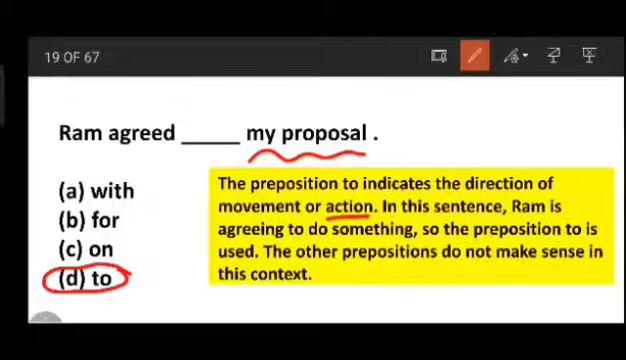 19 OF 67
Ram agreed _____ my proposal .
(a) with
(b) for
(c) on
(d) to
The preposition to indicates the direction of
movement or action. In this sentence, Ram is
agreeing to do something, so the preposition to is
used. The other prepositions do not make sense in
this context.